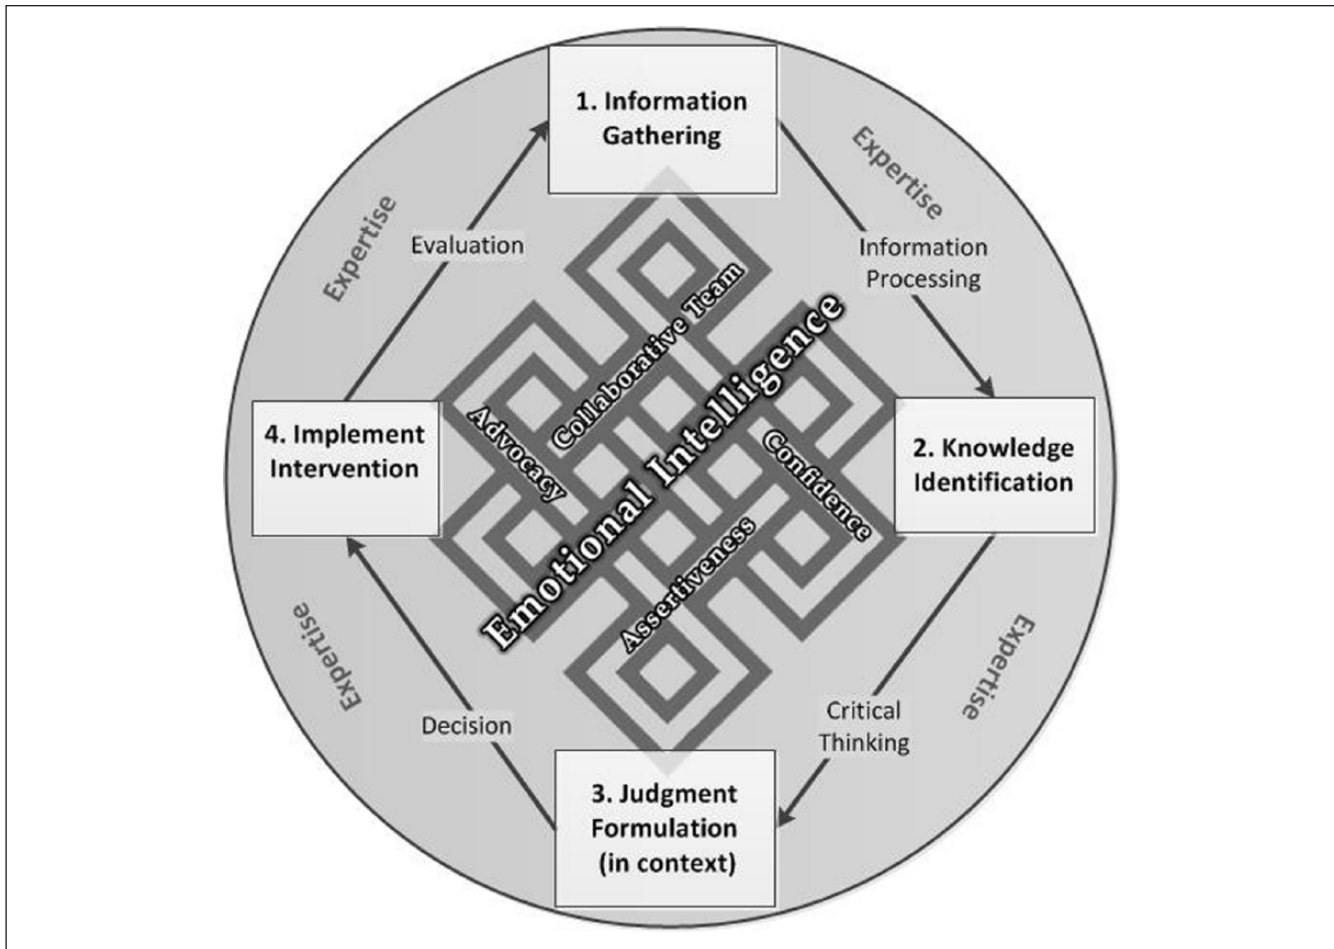 1. Information
Gathering
Expertise
Expertise
Evaluation
Information
Processing
Collaborative Team
Emotional Intelligence
Advocacy
Confidence
4. Implement
Intervention
2. Knowledge
Identification
Assertiveness
Expertise
Expertise
Decision
Critical
Thinking
3. Judgment
Formulation
(in context)